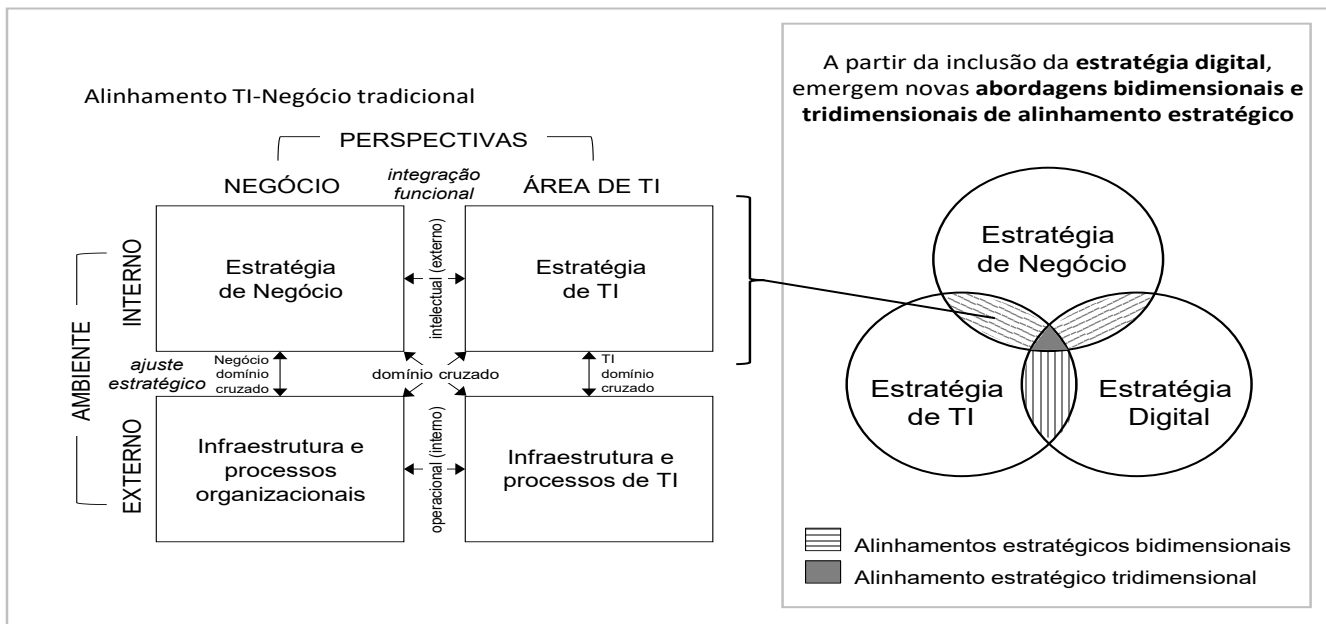 Alinhamento TI-Negócio tradicional
PERSPECTIVAS
NEGÓCIO
integração
funcional
ÁREA DE TI
AMBIENTE
INTERNO
Estratégia
de Negócio
intelectual (externo)
Estratégia
de TI
ajuste
estratégico
Negócio
domínio
cruzado
domínio cruzado
TI
domínio
cruzado
EXTERNO
Infraestrutura e
processos
organizacionais
operacional (interno)
Infraestrutura e
processos de TI
A partir da inclusão da estratégia digital,
emergem novas abordagens bidimensionais e
tridimensionais de alinhamento estratégico
Estratégia
de Negócio
Estratégia
de TI
Estratégia
Digital
Alinhamentos estratégicos bidimensionais
Alinhamento estratégico tridimensional